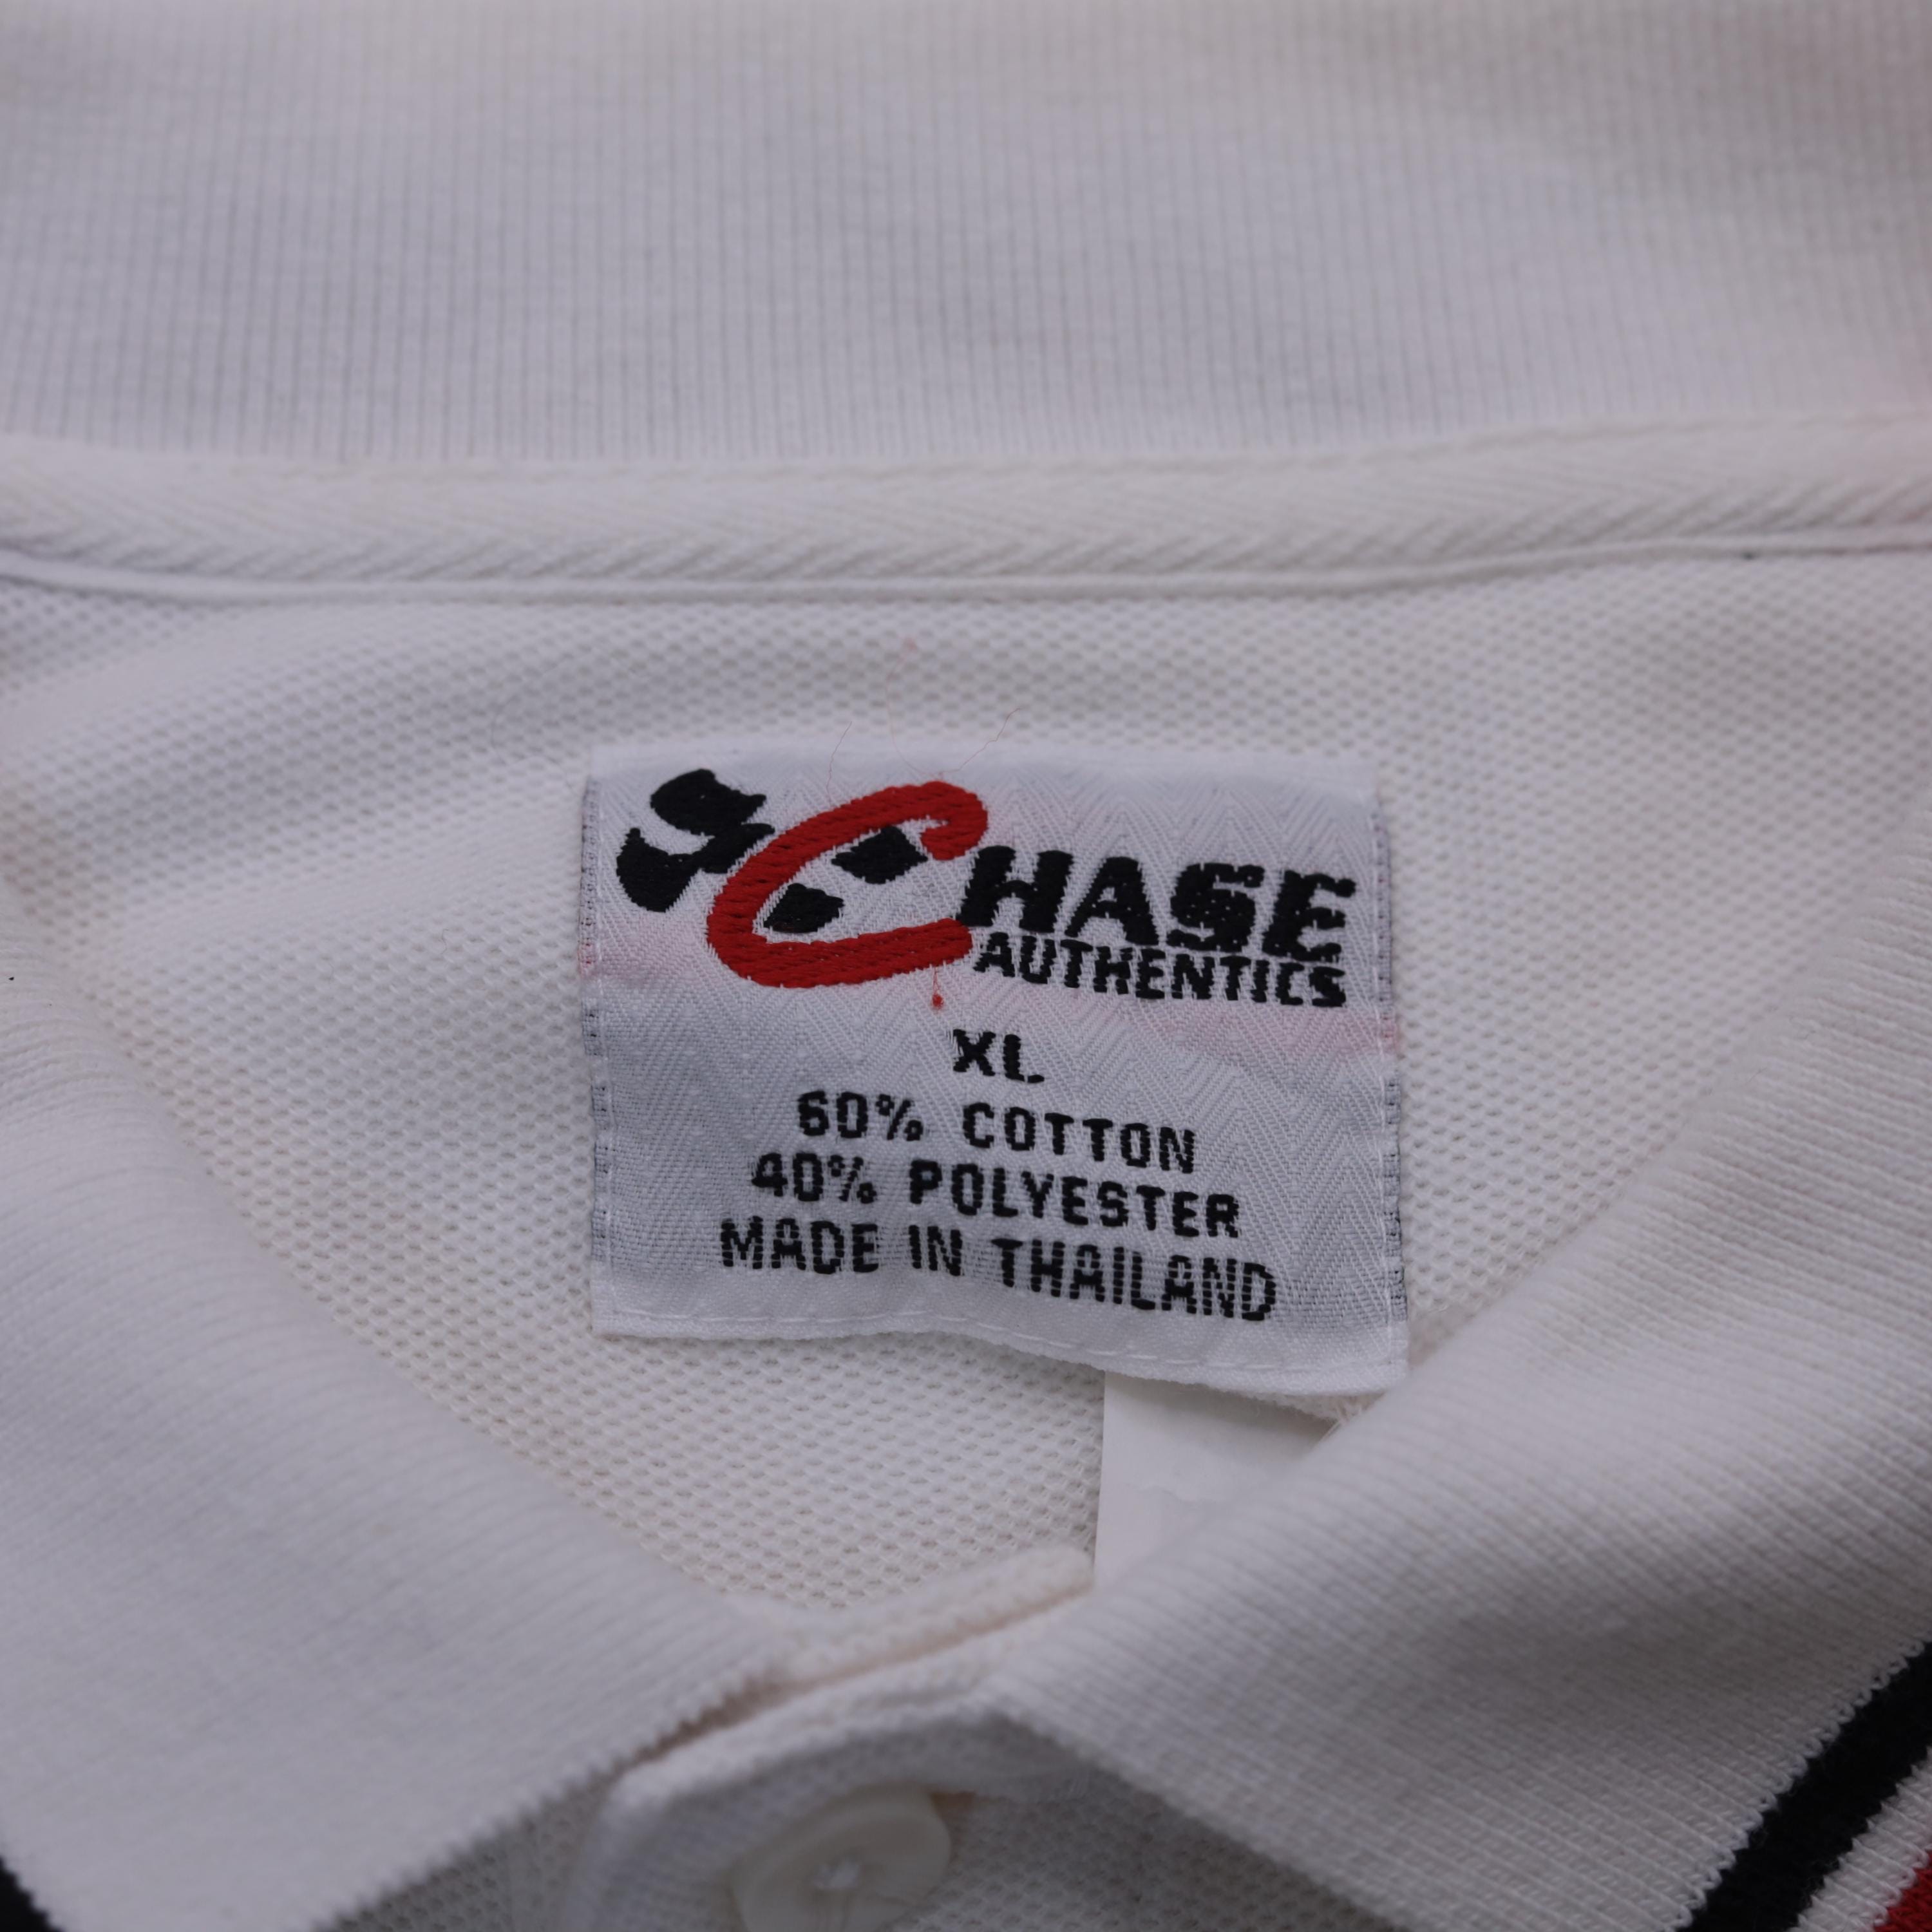 CHASE
AUTHENTICS
XL
60% COTTON
40% POLYESTER
MADE IN THAILAND